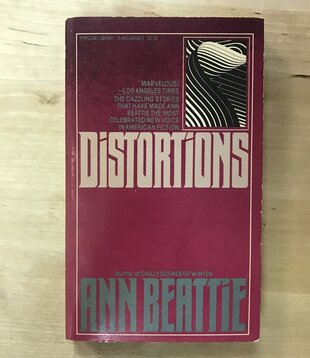 POPULAR LIBRARY
MARVELOUS!
—LOS ANGELES TIMES
THE DAZZLING STORIES
THAT HAVE MADE ANN
BEATTIE THE MOST
CELEBRATED NEW VOICE
IN AMERICAN FICTION
DISTORTIONS
Author of CHILLY SCENES OF WINTER
ANN BEATTIE